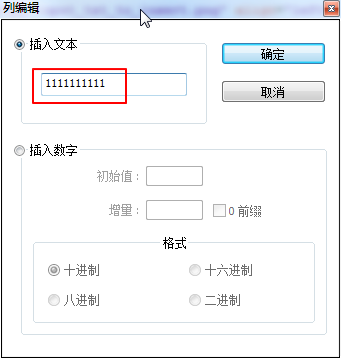 列编辑
插入文本
确定
1111111111
取消
插入数字
初始值：
增量：
0 前缀
格式
十进制
十六进制
八进制
二进制